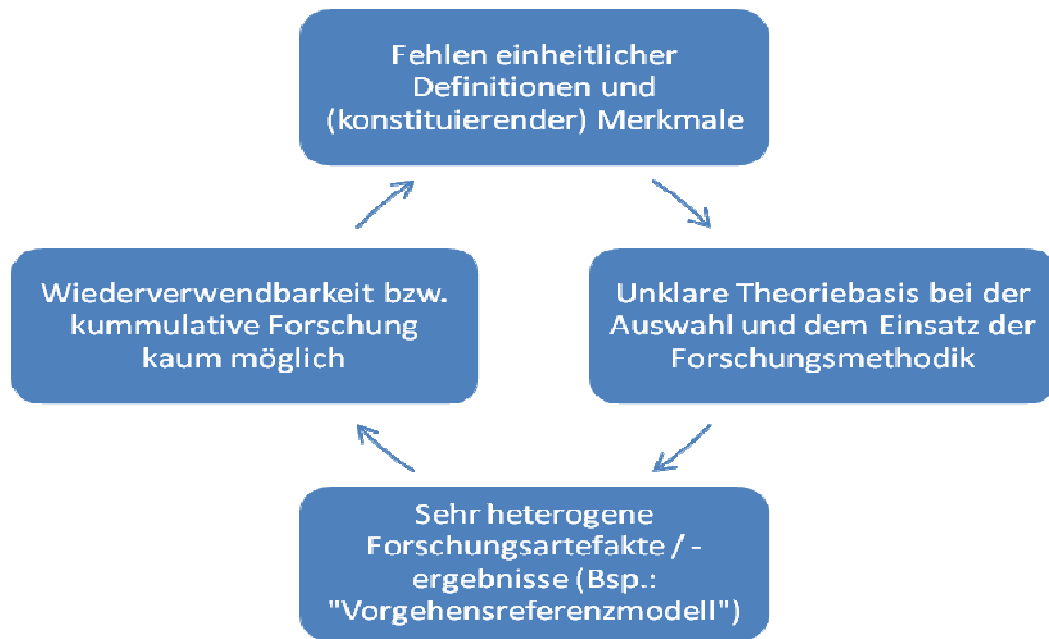 Fehlen einheitlicher
Definitionen und
(konstituierender) Merkmale
Wiederverwendbarkeit bzw.
kummulative Forschung
kaum möglich
Unklare Theoriebasis bei der
Auswahl und dem Einsatz der
Forschungsmethodik
Sehr heterogene
Forschungsartefakte / -
ergebnisse (Bsp.:
"Vorgehensreferenzmodell")